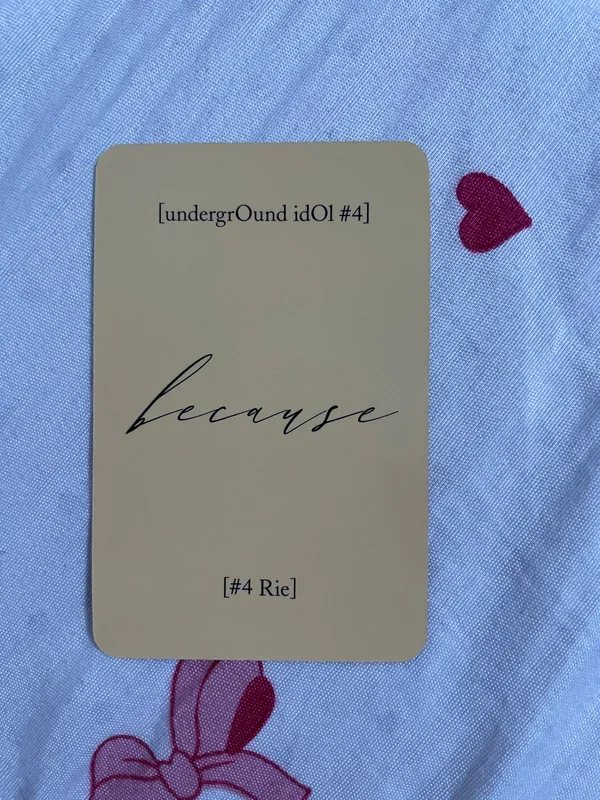 [undergrOund idOl #4]
because
[#4 Rie]